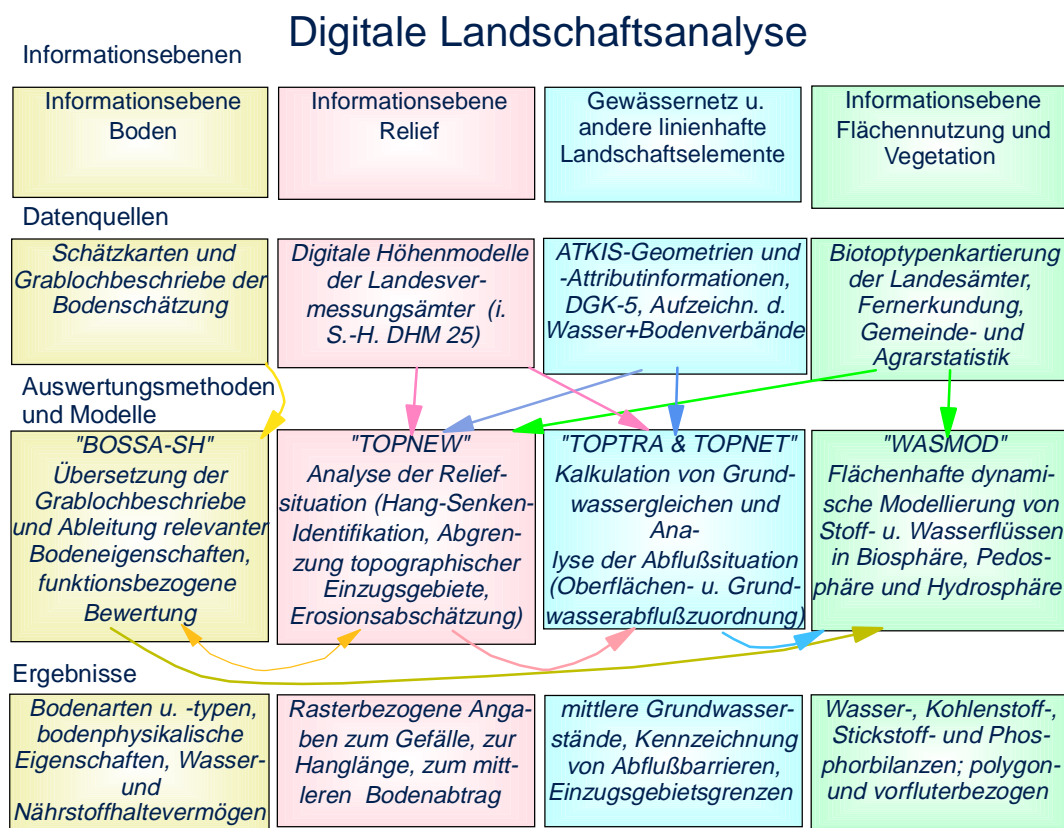 Digitale Landschaftsanalyse
Informationsebenen
Informationsebene
Boden
Informationsebene
Relief
Gewässernetz u.
andere linienhafte
Landschaftselemente
Informationsebene
Flächennutzung und
Vegetation
Datenquellen
Schätzkarten und
Grablochbeschriebe der
Bodenschätzung
Digitale Höhenmodelle
der Landesver-
messungsämter (i.
S.-H. DHM 25)
ATKIS-Geometrien und
-Attributinformationen,
DGK-5, Aufzeichn. d.
Wasser+Bodenverbände
Biotoptypenkartierung
der Landesämter,
Fernerkundung,
Gemeinde- und
Agrarstatistik
Auswertungsmethoden
und Modelle
"BOSSA-SH"
Übersetzung der
Grablochbeschriebe
und Ableitung relevanter
Bodeneigenschaften,
funktionsbezogene
Bewertung
"TOPNEW"
Analyse der Relief-
situation (Hang-Senken-
Identifikation, Abgren-
zung topographischer
Einzugsgebiete,
Erosionsabschätzung)
"TOPTRA & TOPNET"
Kalkulation von Grund-
wassergleichen und
Ana-
lyse der Abflußsituation
(Oberflächen- u. Grund-
wasserabflußzuordnung)
"WASMOD"
Flächenhafte dynami-
sche Modellierung von
Stoff- u. Wasserflüssen
in Biosphäre, Pedos-
phäre und Hydrosphäre
Ergebnisse
Bodenarten u. -typen,
bodenphysikalische
Eigenschaften, Wasser-
und
Nährstoffhaltevermögen
Rasterbezogene Anga-
ben zum Gefälle, zur
Hanglänge, zum mitt-
leren Bodenabtrag
mittlere Grundwasser-
stände, Kennzeichnung
von Abflußbarrieren,
Einzugsgebietsgrenzen
Wasser-, Kohlenstoff-,
Stickstoff- und Phos-
phorbilanzen; polygon-
und vorfluterbezogen